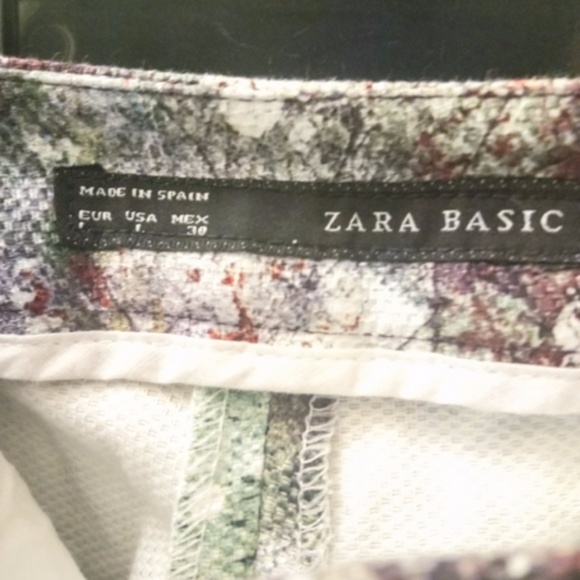 MADE IN SPAIN
EUR USA MEX
L L 30
ZARA BASIC